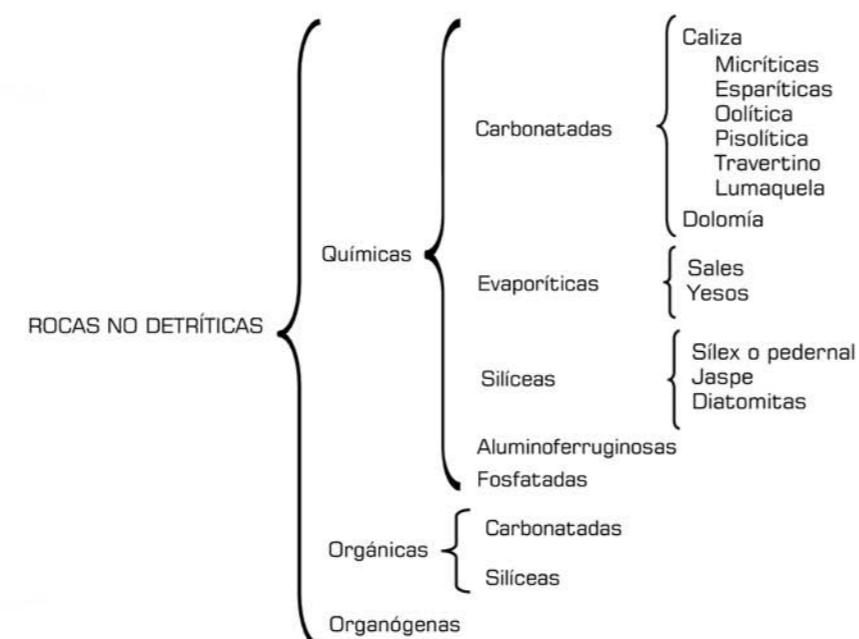 ROCAS NO DETRÍTICAS
Químicas
Carbonatadas
Caliza
Micríticas
Esparíticas
Oolítica
Pisolítica
Travertino
Lumaquela
Dolomía
Evaporíticas
Sales
Yesos
Silíceas
Sílex o pedernal
Jaspe
Diatomitas
Aluminoferruginosas
Fosfatadas
Orgánicas
Carbonatadas
Silíceas
Organógenas